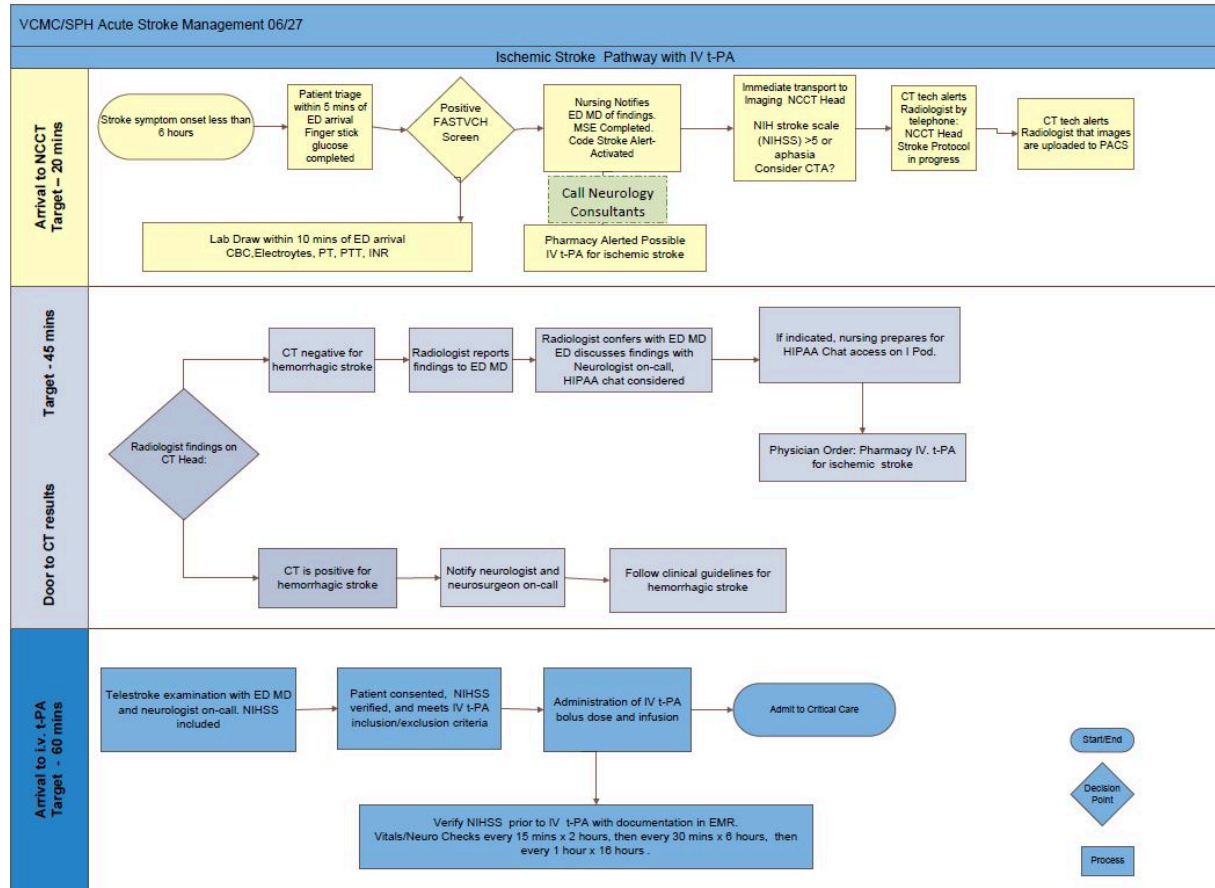 VCMC/SPH Acute Stroke Management 06/27
Ischemic Stroke Pathway with IV t-PA
Arrival to NCCT
Target – 20 mins
Stroke symptom onset less than
6 hours
Patient triage
within 5 mins of
ED arrival
Finger stick
glucose
completed
Positive
FASTVCH
Screen
Nursing Notifies
ED MD of findings.
MSE Completed.
Code Stroke Alert-
Activated
Immediate transport to
Imaging NCCT Head
NIH stroke scale
(NIHSS) >5 or
aphasia
Consider CTA?
CT tech alerts
Radiologist by
telephone:
NCCT Head
Stroke Protocol
in progress
CT tech alerts
Radiologist that images
are uploaded to PACS
Call Neurology
Consultants
Lab Draw within 10 mins of ED arrival
CBC,Electroytes, PT, PTT, INR
Pharmacy Alerted Possible
IV t-PA for ischemic stroke
Door to CT results
Target - 45 mins
Radiologist findings on
CT Head:
CT negative for
hemorrhagic stroke
Radiologist reports
findings to ED MD
Radiologist confers with ED MD
ED discusses findings with
Neurologist on-call,
HIPAA chat considered
If indicated, nursing prepares for
HIPAA Chat access on I Pod.
Physician Order: Pharmacy IV. t-PA
for ischemic stroke
CT is positive for
hemorrhagic stroke
Notify neurologist and
neurosurgeon on-call
Follow clinical guidelines for
hemorrhagic stroke
Arrival to i.v. t-PA
Target - 60 mins
Telestroke examination with ED MD
and neurologist on-call. NIHSS
included
Patient consented, NIHSS
verified, and meets IV t-PA
inclusion/exclusion criteria
Administration of IV t-PA
bolus dose and infusion
Admit to Critical Care
Verify NIHSS prior to IV t-PA with documentation in EMR.
Vitals/Neuro Checks every 15 mins x 2 hours, then every 30 mins x 6 hours, then
every 1 hour x 16 hours .
Start/End
Decision
Point
Process